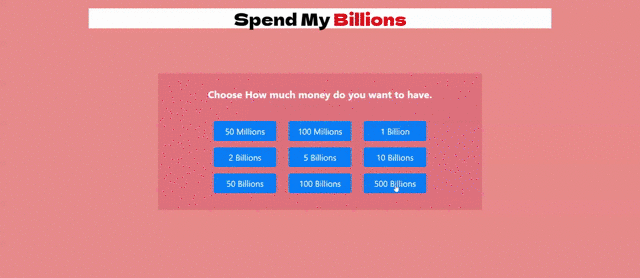 Spend My Billions
Choose How much money do you want to have.
50 Millions 100 Millions 1 Billion
2 Billions 5 Billions 10 Billions
50 Billions 100 Billions 500 Billions